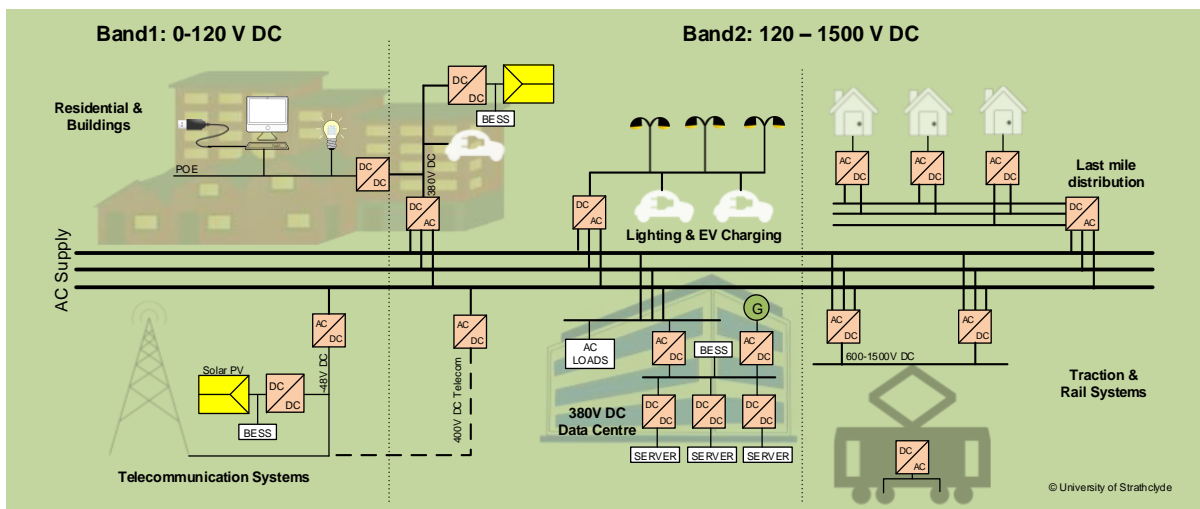 Band1: 0-120 V DC
Band2: 120 – 1500 V DC
Residential &
Buildings
POE
DC
DC
380V DC
DC
DC
BESS
DC
AC
DC
AC
Lighting & EV Charging
AC
DC
AC
DC
AC
DC
Last mile
distribution
DC
AC
AC Supply
AC
DC
-48V DC
Solar PV
DC
DC
BESS
Telecommunication Systems
AC
DC
400V DC Telecom
AC
LOADS
AC
DC
BESS
G
AC
DC
380V DC
Data Centre
DC
DC
DC
DC
DC
DC
SERVER
SERVER
SERVER
AC
DC
AC
DC
600-1500V DC
Traction &
Rail Systems
DC
AC
© University of Strathclyde